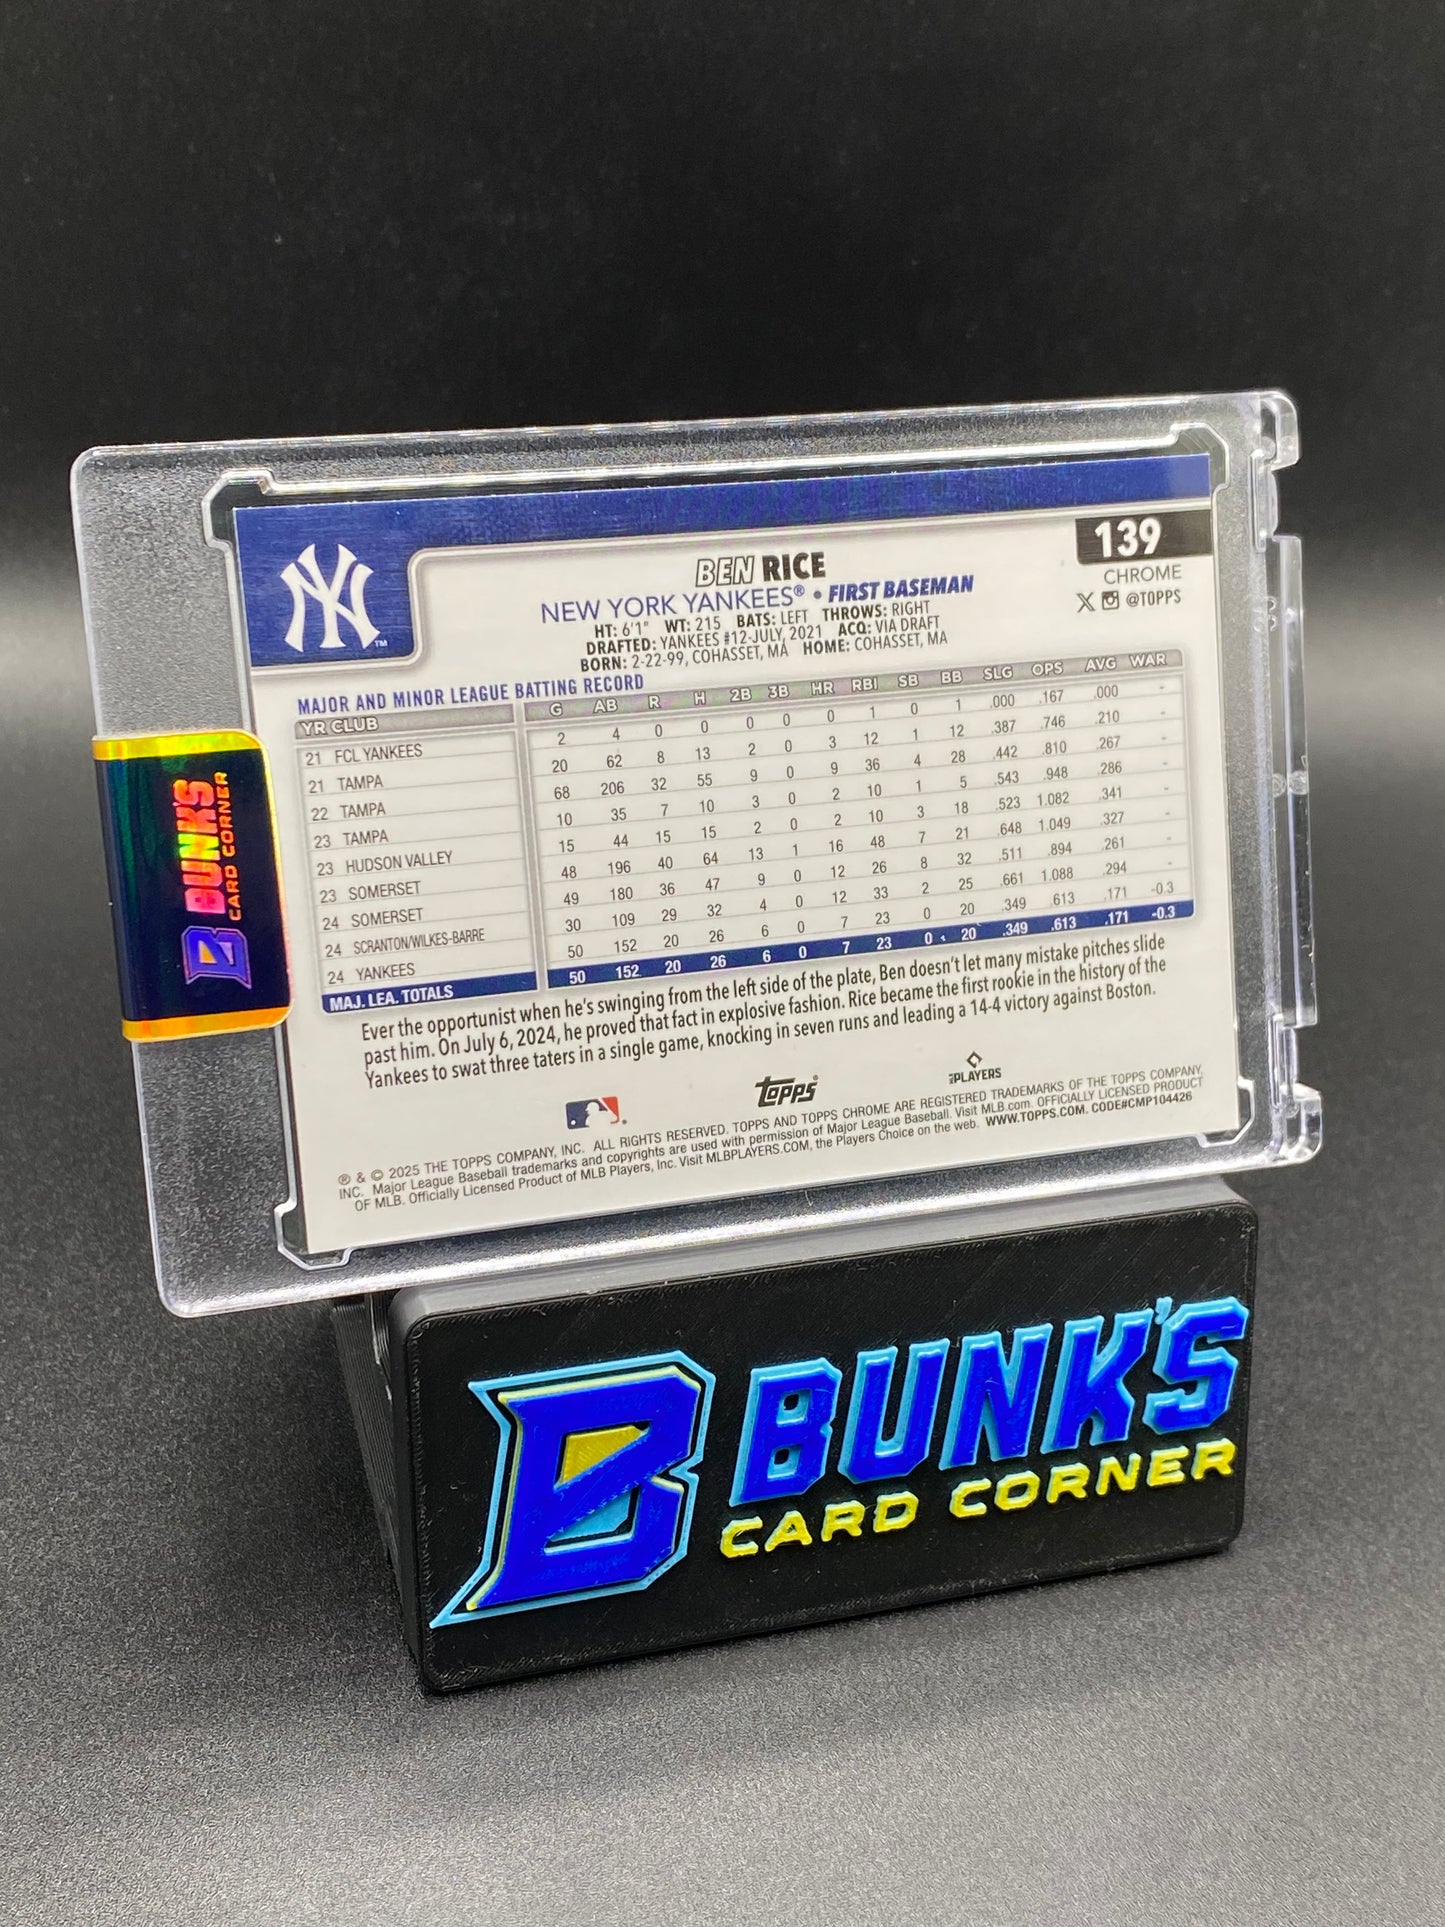 139
CHROME
@TOPPS
NY
TM
BEN RICE
NEW YORK YANKEES® • FIRST BASEMAN
HT: 6'1" WT: 215 BATS: LEFT THROWS: RIGHT
DRAFTED: YANKEES #12-JULY, 2021 ACQ: VIA DRAFT
BORN: 2-22-99, COHASSET, MA HOME: COHASSET, MA
MAJOR AND MINOR LEAGUE BATTING RECORD
YR CLUB G AB R H 2B 3B HR RBI SB BB SLG OPS AVG WAR
21 FCL YANKEES 2 4 0 0 0 0 0 1 0 1 .000 .167 .000 -
21 TAMPA 20 62 8 13 2 0 3 12 1 12 .387 .746 .210 -
22 TAMPA 68 206 32 55 9 0 9 36 4 28 .442 .810 .267 -
23 TAMPA 10 35 7 10 3 0 2 10 1 5 .543 .948 .286 -
23 HUDSON VALLEY 15 44 15 15 2 0 2 10 3 18 .523 1.082 .341 -
23 SOMERSET 48 196 40 64 13 1 16 48 7 21 .648 1.049 .327 -
24 SOMERSET 49 180 36 47 9 0 12 26 8 32 .511 .894 .261 -
24 SCRANTON/WILKES-BARRE 30 109 29 32 4 0 12 33 2 25 .661 1.088 .294 -
24 YANKEES 50 152 20 26 6 0 7 23 0 20 .349 .613 .171 -0.3
MAJ. LEA. TOTALS 50 152 20 26 6 0 7 23 0 20 .349 .613 .171 -0.3
Ever the opportunist when he's swinging from the left side of the plate, Ben doesn't let many mistake pitches slide
past him. On July 6, 2024, he proved that fact in explosive fashion. Rice became the first rookie in the history of the
Yankees to swat three taters in a single game, knocking in seven runs and leading a 14-4 victory against Boston.
Topps®
PLAYERS
® & © 2025 THE TOPPS COMPANY, INC. ALL RIGHTS RESERVED. TOPPS AND TOPPS CHROME ARE REGISTERED TRADEMARKS OF THE TOPPS COMPANY,
INC. Major League Baseball trademarks and copyrights are used with permission of Major League Baseball. Visit MLB.com. OFFICIALLY LICENSED PRODUCT
OF MLB. Officially Licensed Product of MLB Players, Inc. Visit MLBPLAYERS.COM, the Players Choice on the web. WWW.TOPPS.COM. CODE#CMP104426
BUNK'S
CARD CORNER
B BUNK'S
CARD CORNER